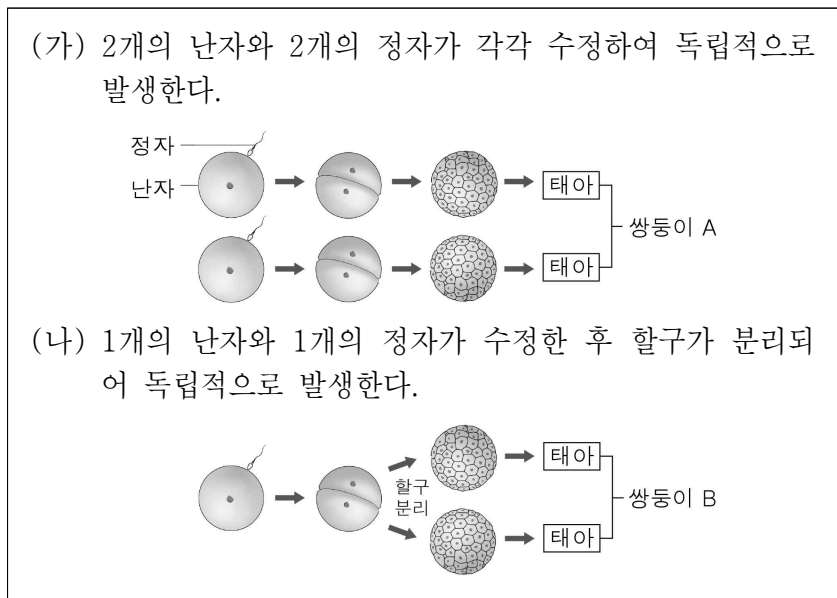 (가) 2개의 난자와 2개의 정자가 각각 수정하여 독립적으로
발생한다.
정자
난자
태아
쌍둥이 A
태아
(나) 1개의 난자와 1개의 정자가 수정한 후 할구가 분리되
어 독립적으로 발생한다.
할구
분리
태아
쌍둥이 B
태아